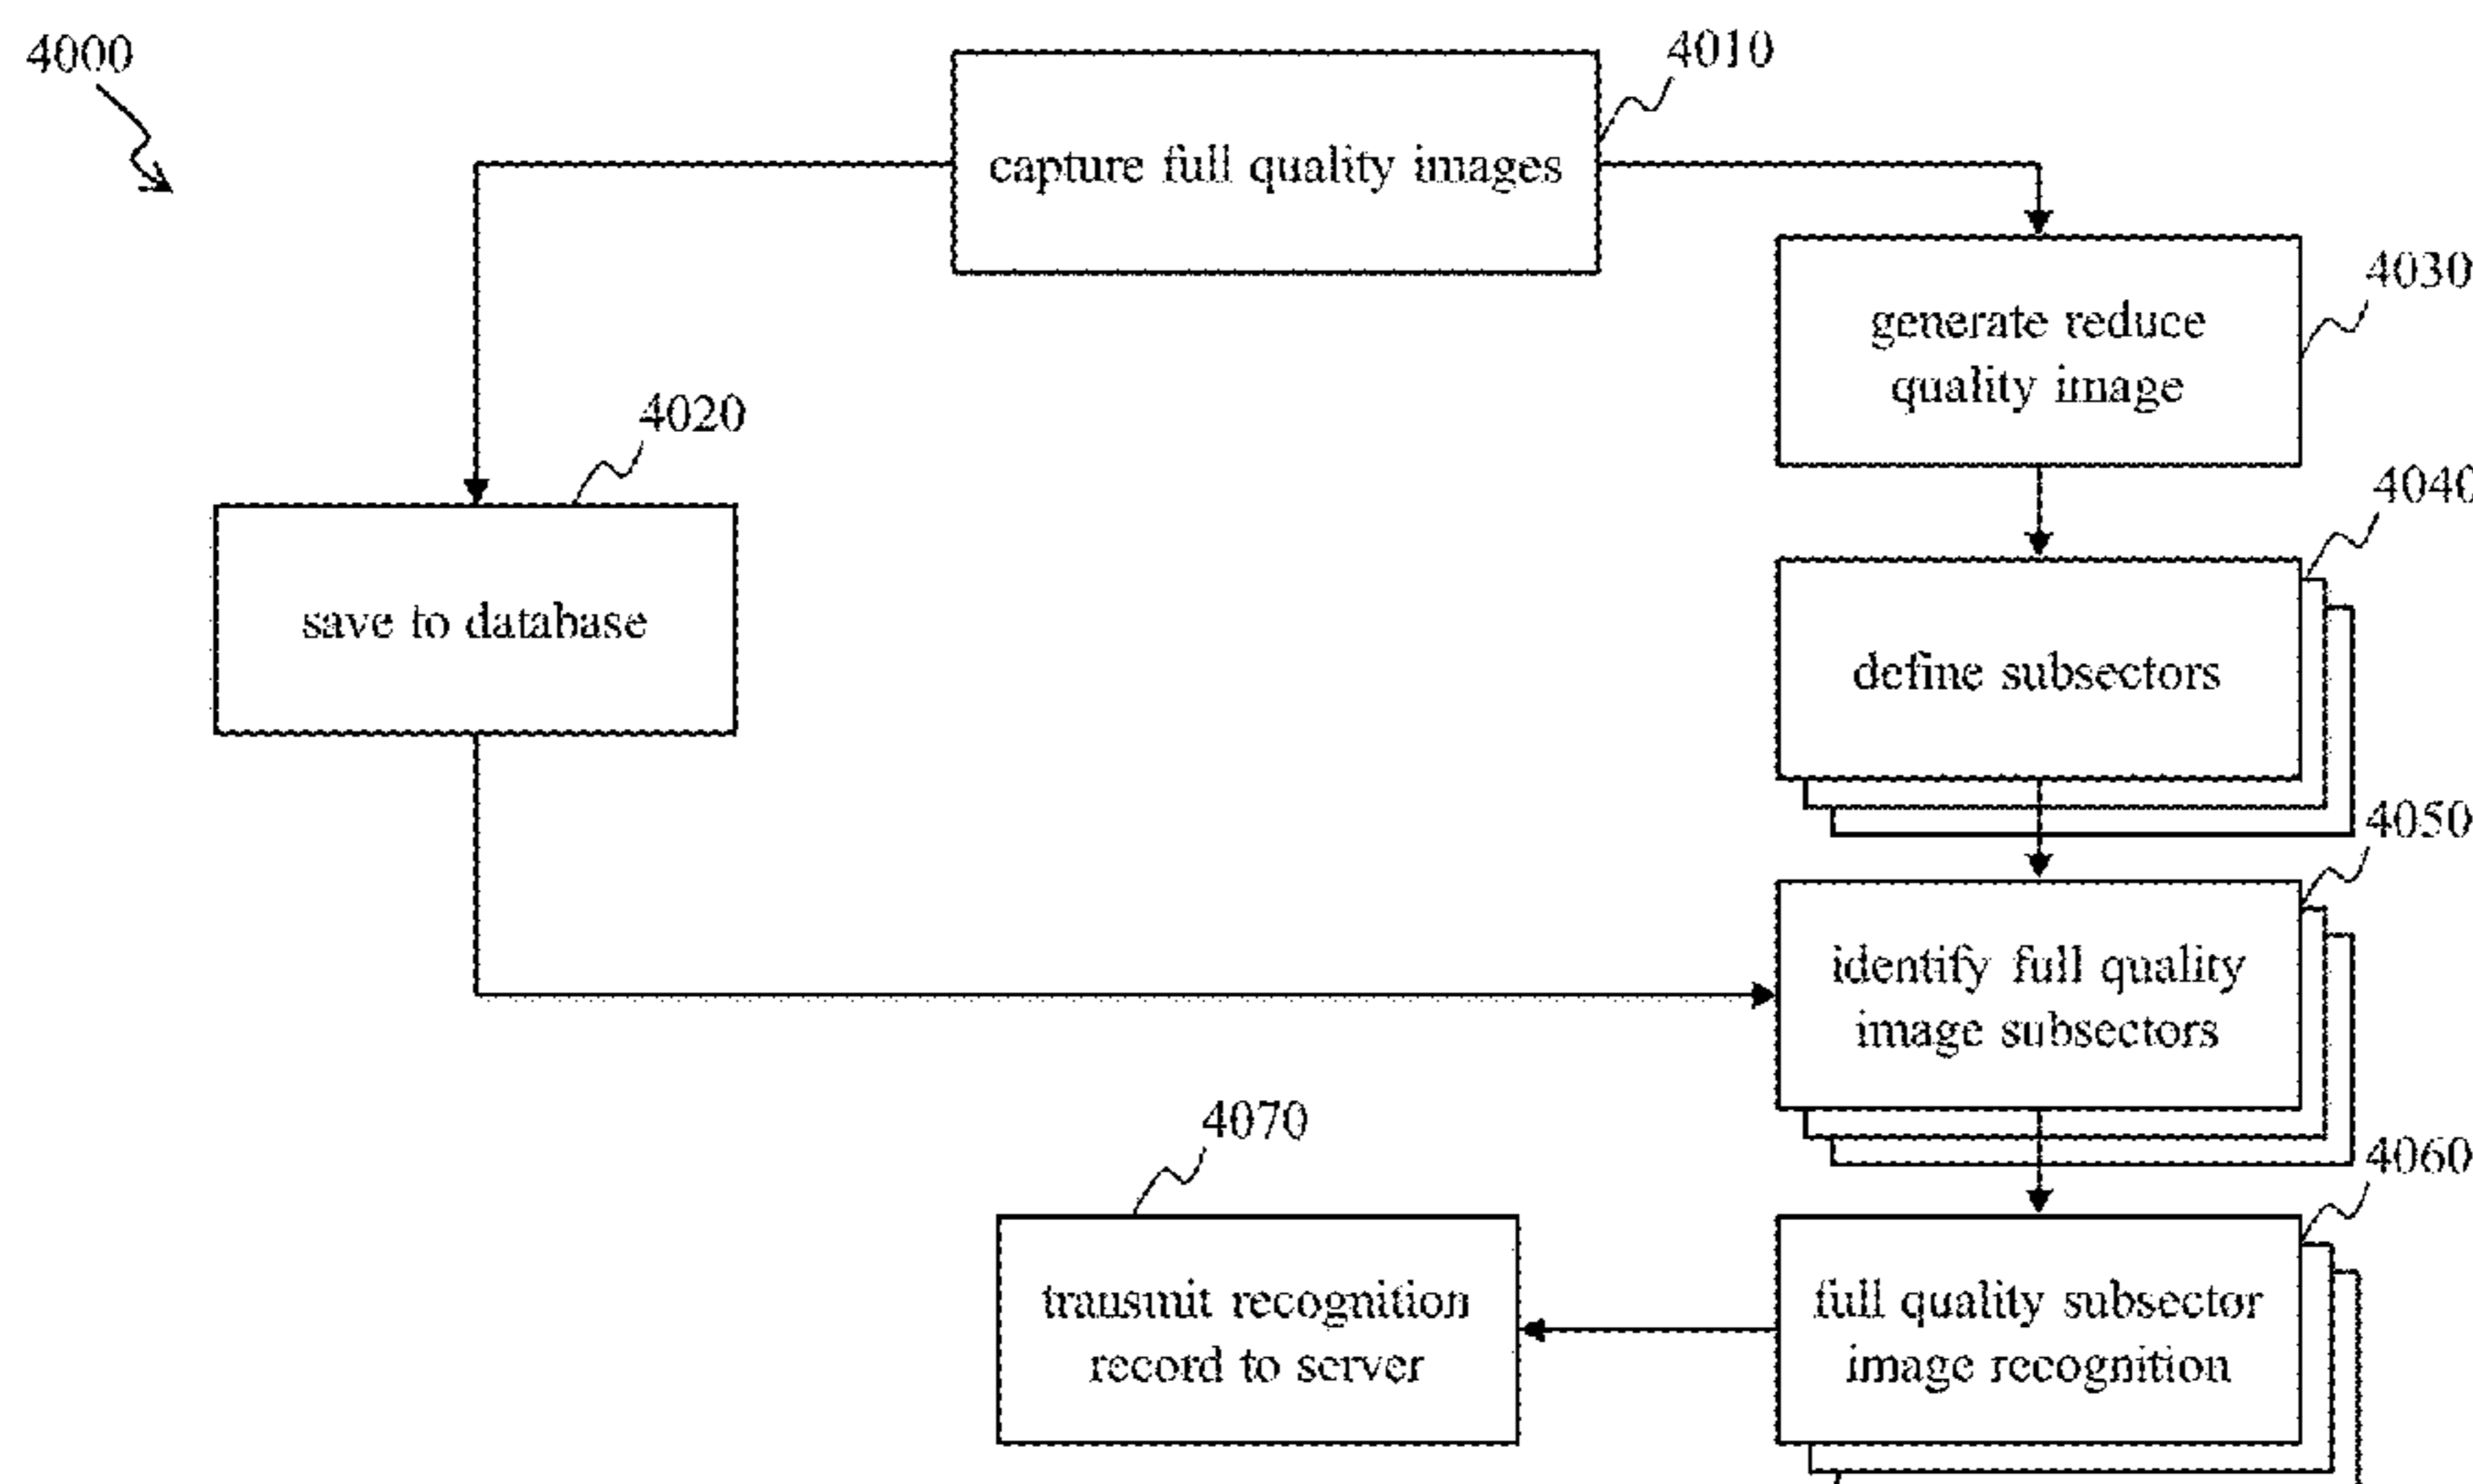 4000
4010
capture full quality images
4030
generate reduce
quality image
4020
save to database
4040
define subsectors
4050
identify full quality
image subsectors
4070
transmit recognition
record to server
4060
full quality subsector
image recognition